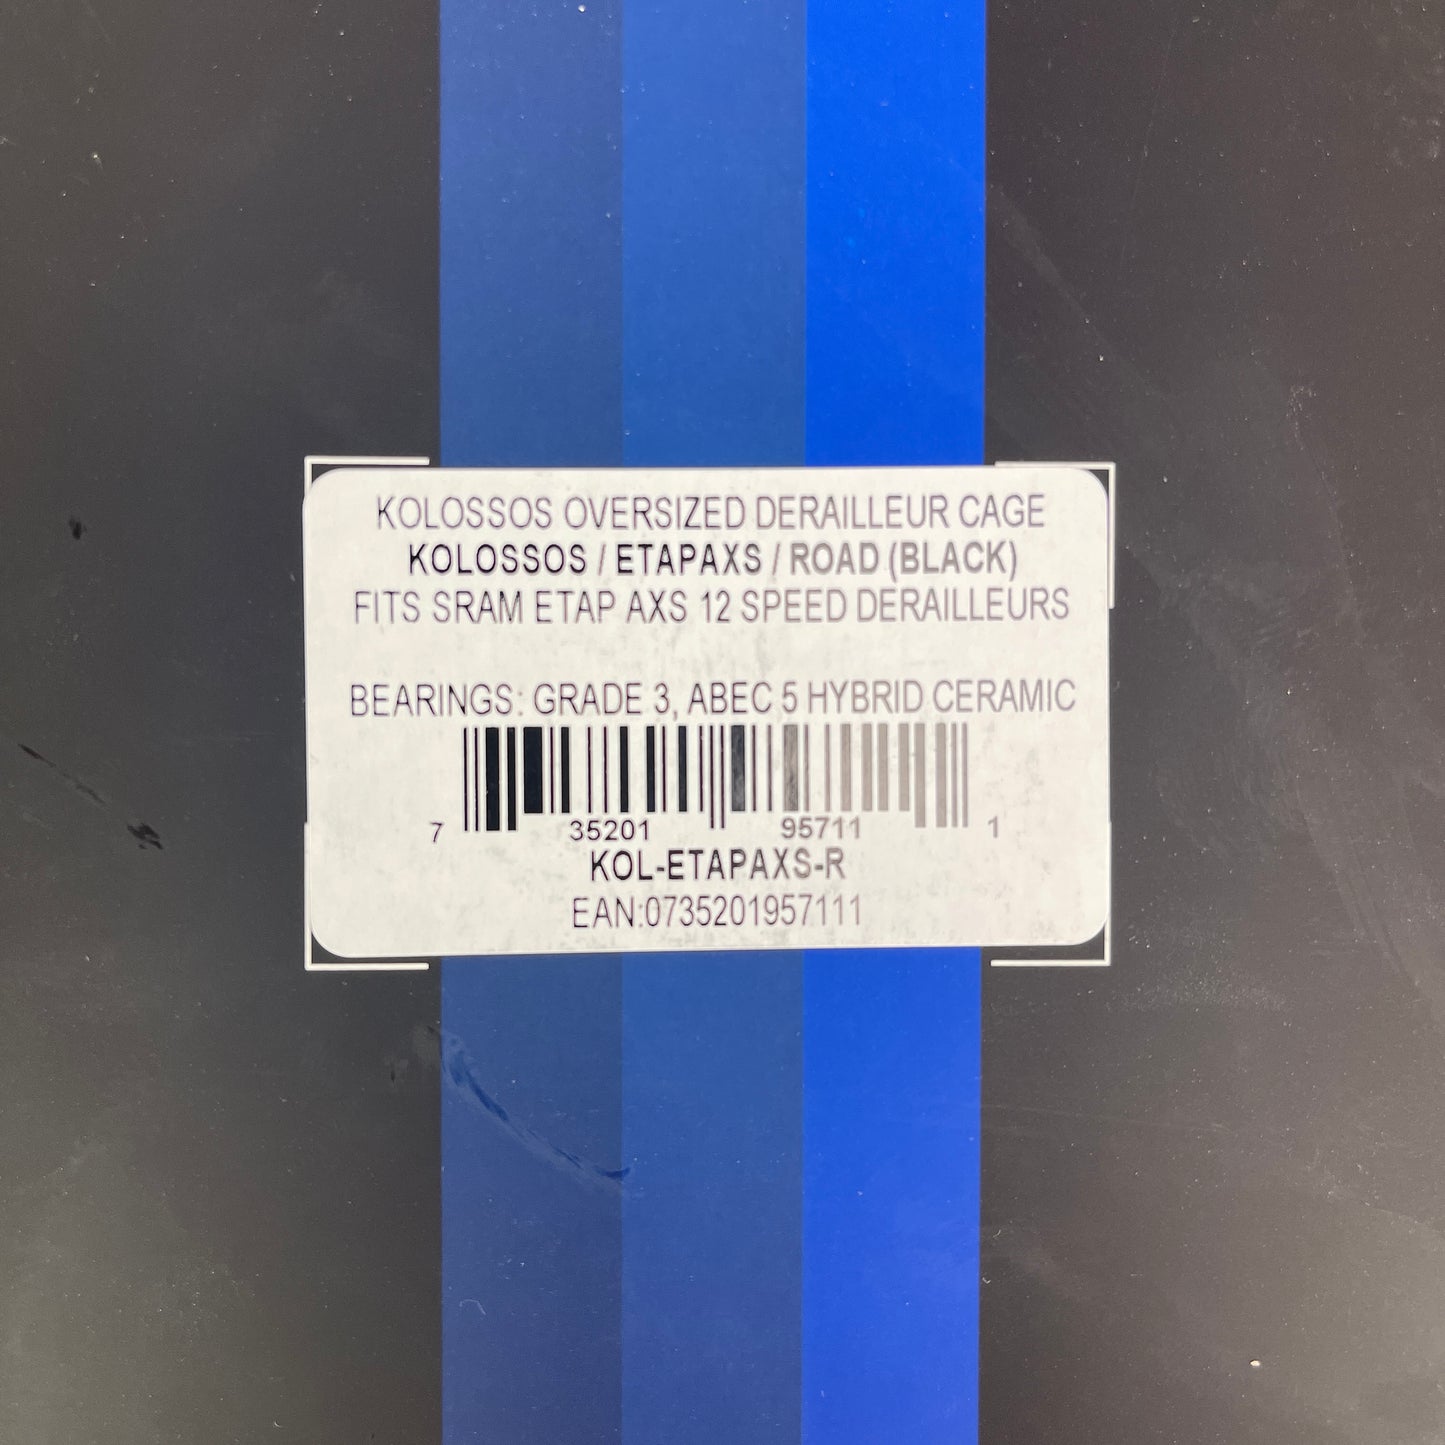 KOLOSSOS OVERSIZED DERAILLEUR CAGE
KOLOSSOS / ETAPAXS / ROAD (BLACK)
FITS SRAM ETAP AXS 12 SPEED DERAILLEURS
BEARINGS: GRADE 3, ABEC 5 HYBRID CERAMIC
7 35201 95711 1
KOL-ETAPAXS-R
EAN:0735201957111